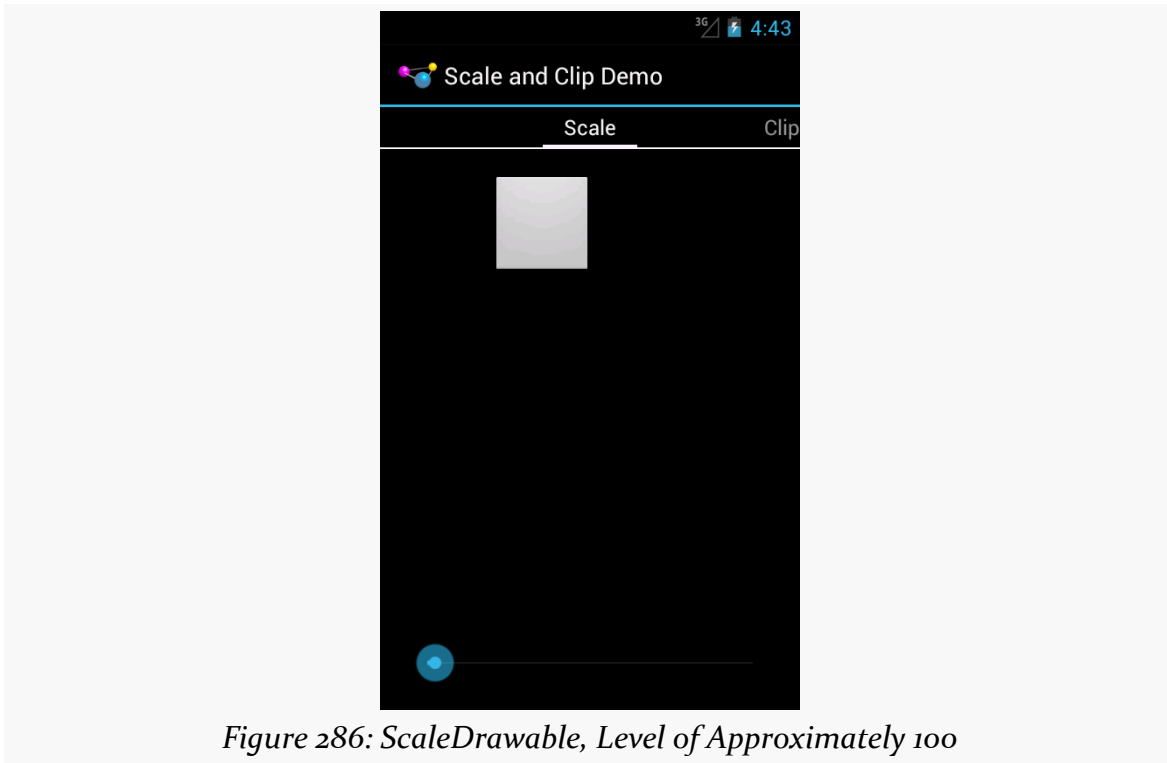 3G 4:43
Scale and Clip Demo
Scale Clip
Figure 286: ScaleDrawable, Level of Approximately 100